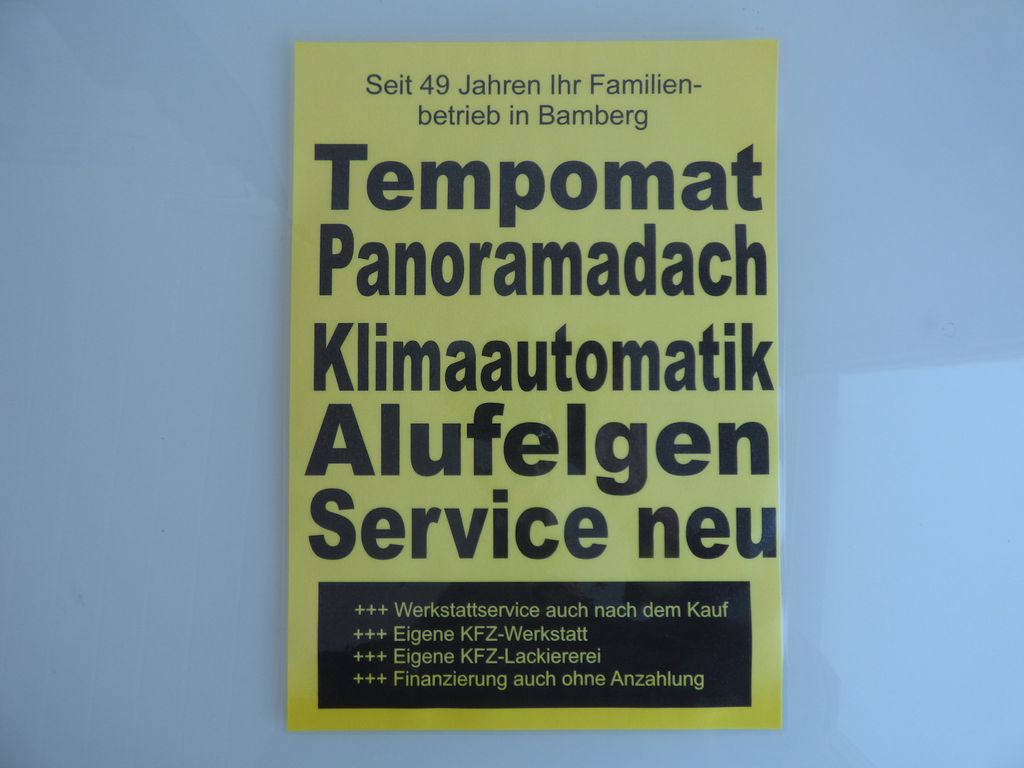 Seit 49 Jahren Ihr Familien-
betrieb in Bamberg
Tempomat
Panoramadach
Klimaautomatik
Alufelgen
Service neu
+++ Werkstattservice auch nach dem Kauf
+++ Eigene KFZ-Werkstatt
+++ Eigene KFZ-Lackiererei
+++ Finanzierung auch ohne Anzahlung